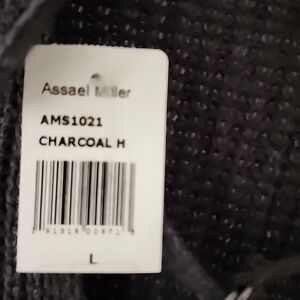 Assael Miller
AMS1021
CHARCOAL H
L